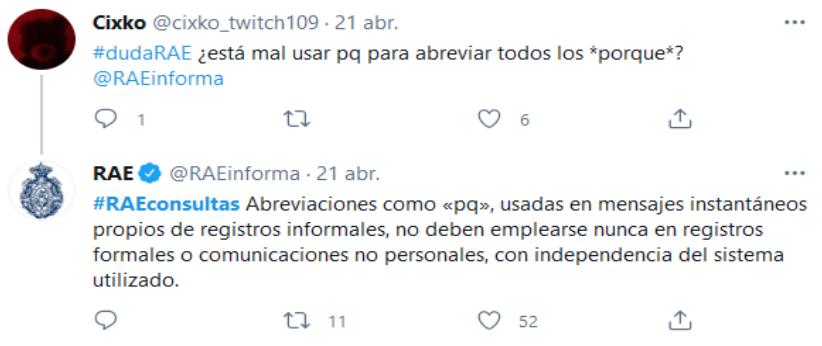 Cixko @cixko_twitch109 · 21 abr.
#dudaRAE ¿está mal usar pq para abreviar todos los *porque*?
@RAEinforma
1 6
RAE @RAEinforma · 21 abr.
#RAEconsultas Abreviaciones como «pq», usadas en mensajes instantáneos
propios de registros informales, no deben emplearse nunca en registros
formales o comunicaciones no personales, con independencia del sistema
utilizado.
11 52